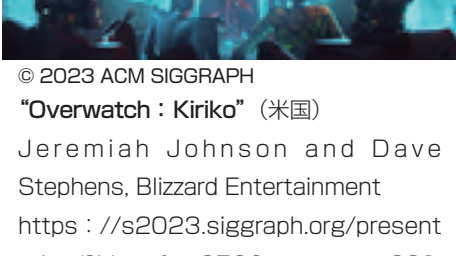 © 2023 ACM SIGGRAPH
“Overwatch：Kiriko”（米国）
Jeremiah Johnson and Dave
Stephens, Blizzard Entertainment
https：//s2023.siggraph.org/present